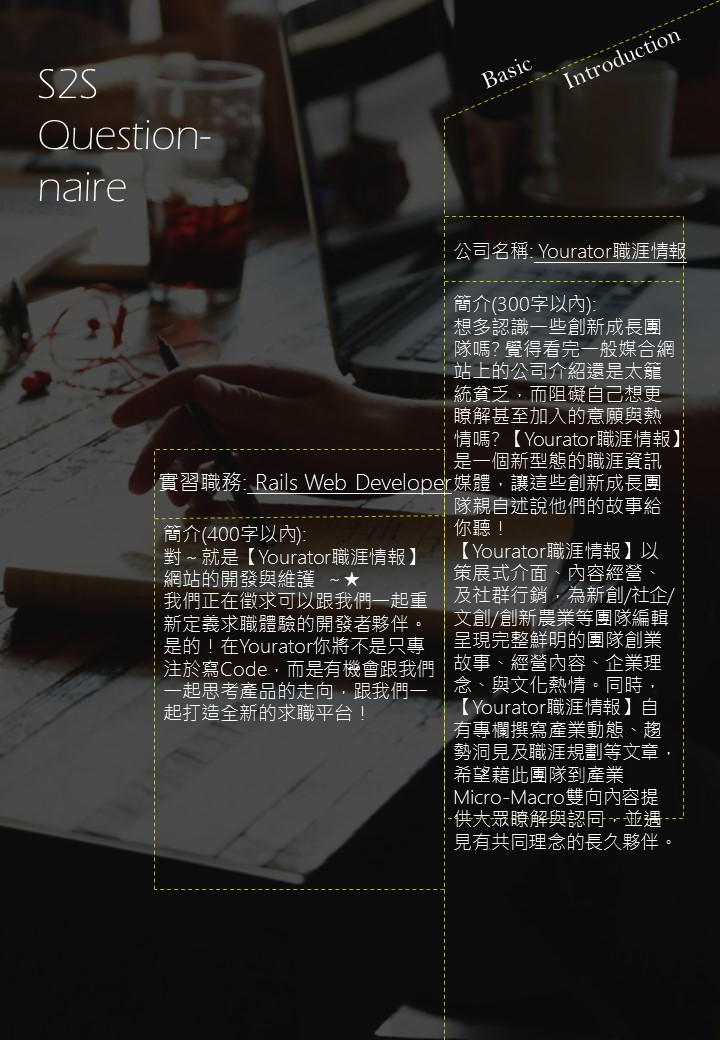 S2S
Question-
naire
Basic Introduction
公司名稱: Yourator職涯情報
簡介(300字以內):
想多認識一些創新成長團
隊嗎? 覺得看完一般媒合網
站上的公司介紹還是太籠
統貧乏，而阻礙自己想更
瞭解甚至加入的意願與熱
情嗎? 【Yourator職涯情報】
是一個新型態的職涯資訊
媒體，讓這些創新成長團
隊親自述說他們的故事給
你聽！
【Yourator職涯情報】以
策展式介面、內容經營、
及社群行銷，為新創/社企/
文創/創新農業等團隊編輯
呈現完整鮮明的團隊創業
故事、經營內容、企業理
念、與文化熱情。同時，
【Yourator職涯情報】自
有專欄撰寫產業動態、趨
勢洞見及職涯規劃等文章，
希望藉此團隊到產業
Micro-Macro雙向內容提
供大眾瞭解與認同，並遇
見有共同理念的長久夥伴。
實習職務: Rails Web Developer
簡介(400字以內):
對~就是【Yourator職涯情報】
網站的開發與維護 ~★
我們正在徵求可以跟我們一起重
新定義求職體驗的開發者夥伴。
是的！在Yourator你將不是只專
注於寫Code，而是有機會跟我們
一起思考產品的走向，跟我們一
起打造全新的求職平台！